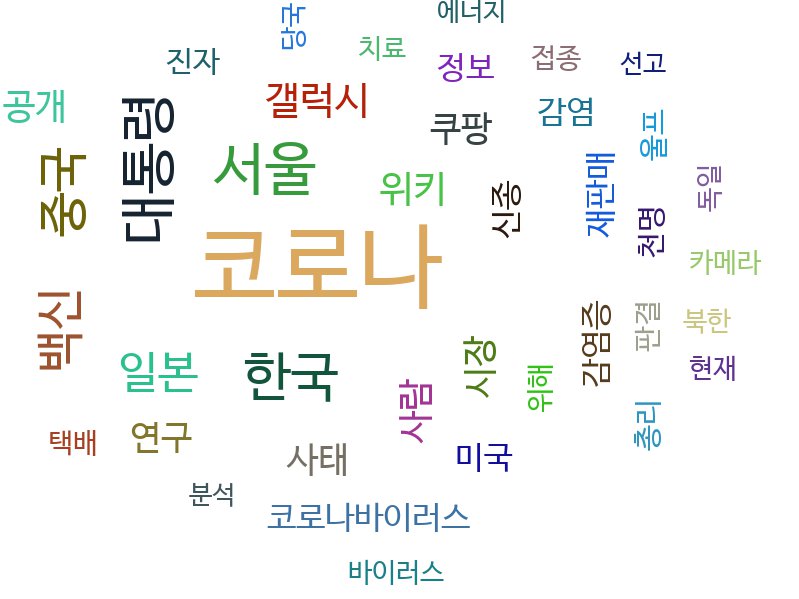 에너지
당국
치료
정보
접종
선고
진자
공개
갤럭시
감염
쿠팡
울프
대통령
서울
중국
위키
신종
재판매
독일
천명
코로나
카메라
백신
북한
판결
감염증
시장
현재
일본
한국
위해
사람
총리
택배
연구
사태
미국
분석
코로나바이러스
바이러스